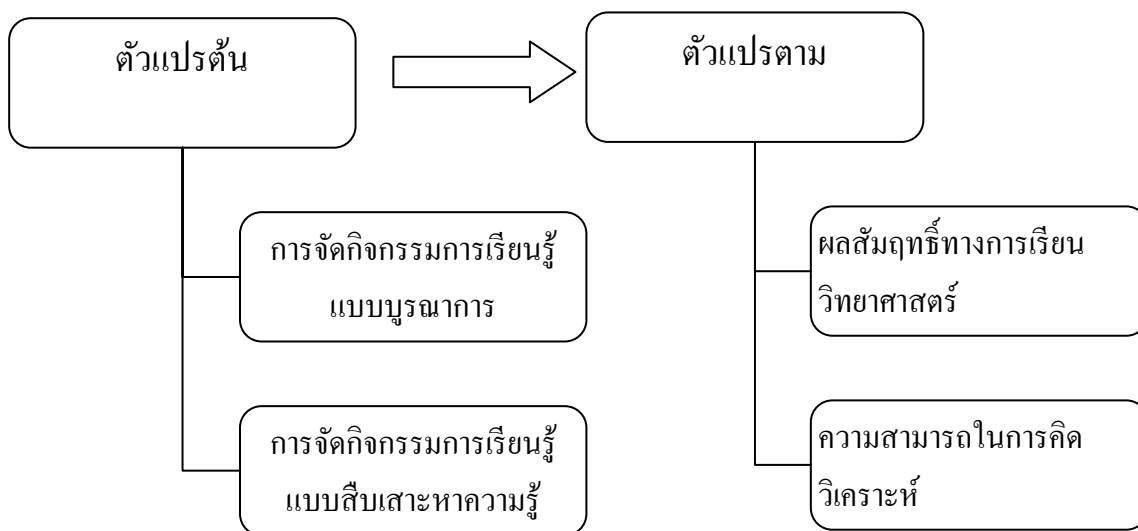 ตัวแปรต้น
ตัวแปรตาม
การจัดกิจกรรมการเรียนรู้
แบบบูรณาการ
ผลสัมฤทธิ์ทางการเรียน
วิทยาศาสตร์
การจัดกิจกรรมการเรียนรู้
แบบสืบเสาะหาความรู้
ความสามารถในการคิด
วิเคราะห์